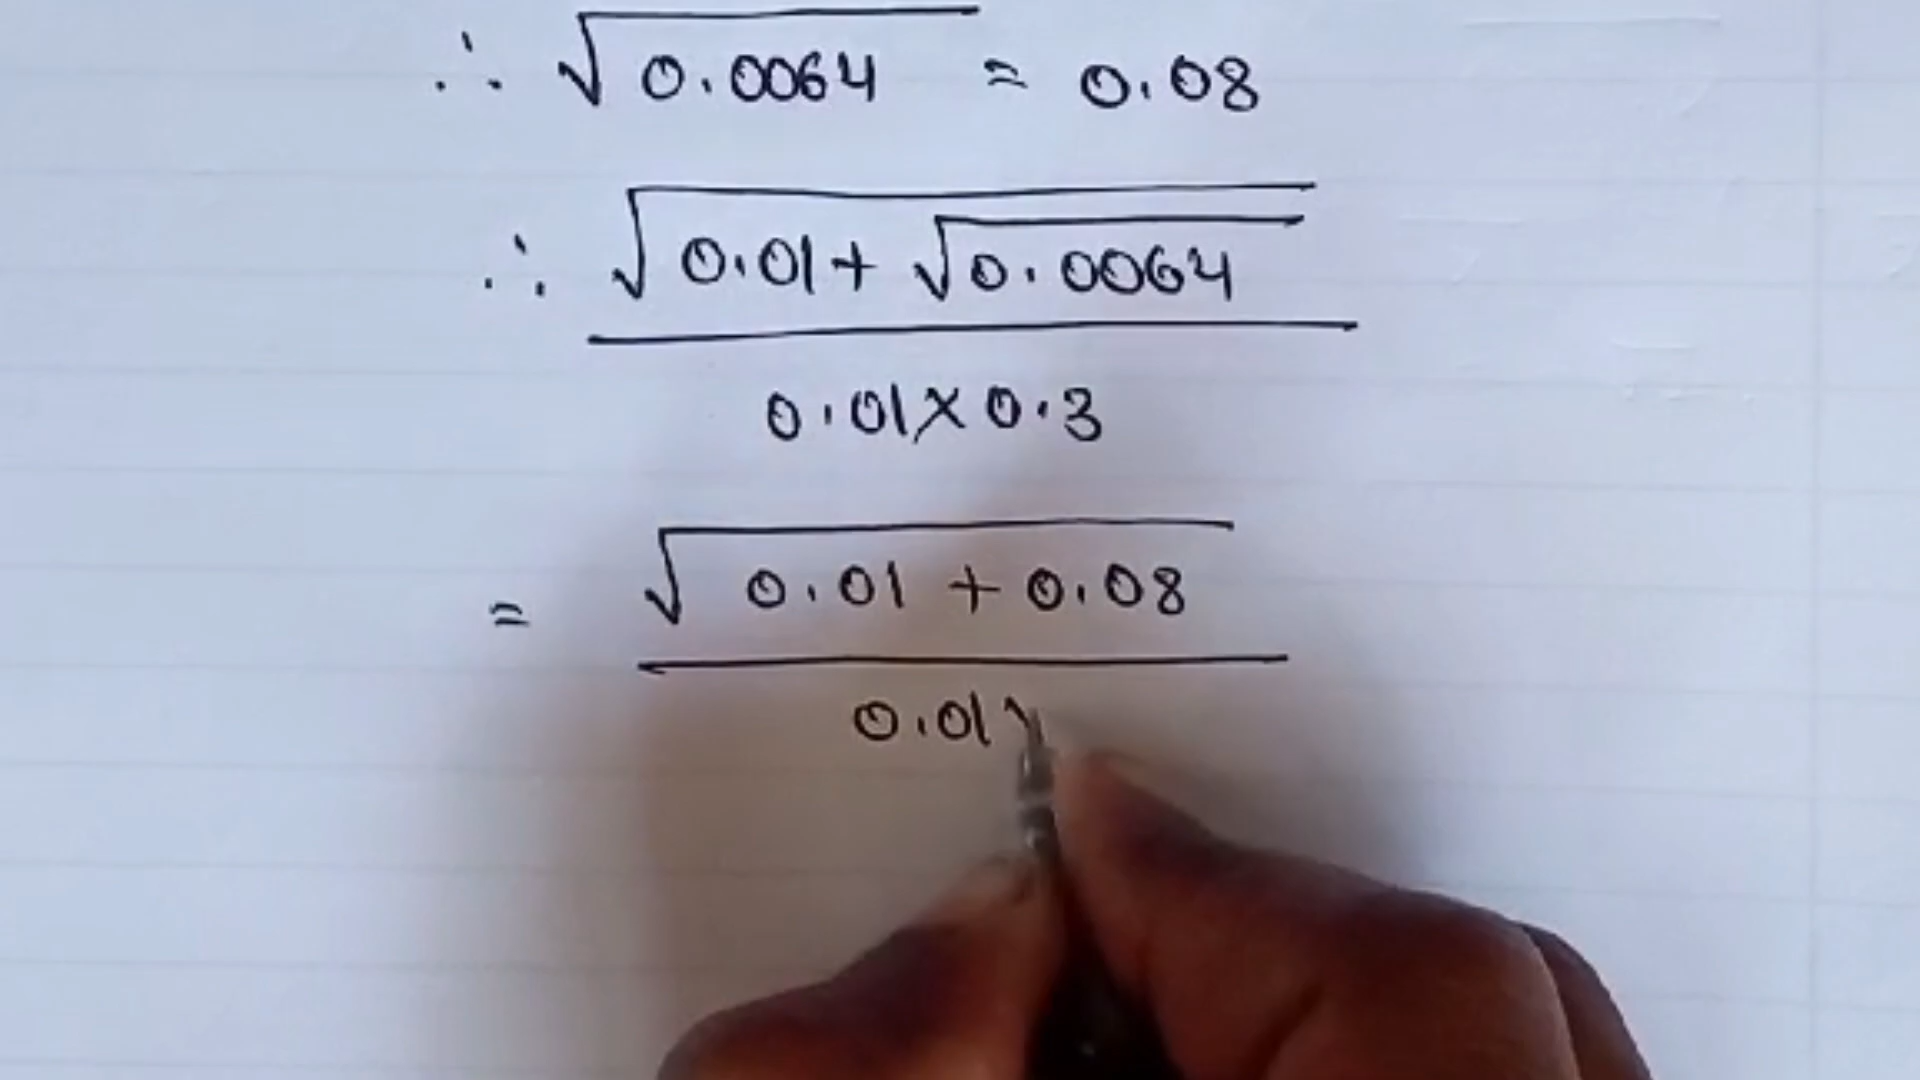 ∴ √0.0064 = 0.08
∴ √(0.01 + √0.0064)
0.01 × 0.3
= √(0.01 + 0.08)
0.01